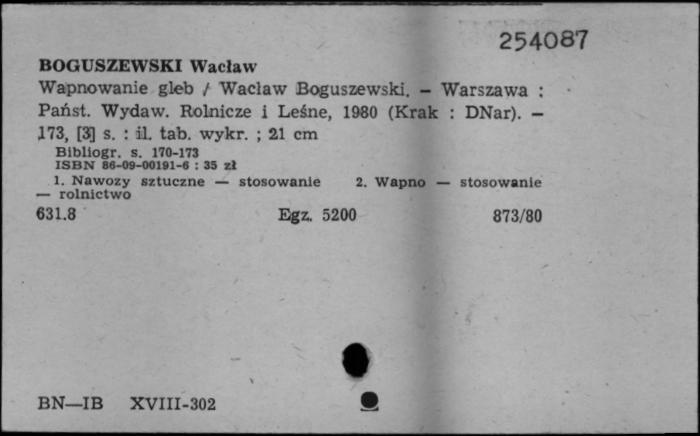 254087
BOGUSZEWSKI Wacław
Wapnowanie gleb / Wacław Boguszewski. – Warszawa :
Państ. Wydaw. Rolnicze i Leśne, 1980 (Krak : DNar). –
173, [3] s. : il. tab. wykr. ; 21 cm
Bibliogr. s. 170-173
ISBN 86-09-00191-6 : 35 zł
1. Nawozy sztuczne — stosowanie 2. Wapno — stosowanie
— rolnictwo
631.8 Egz. 5200 873/80
BN—IB XVIII-302